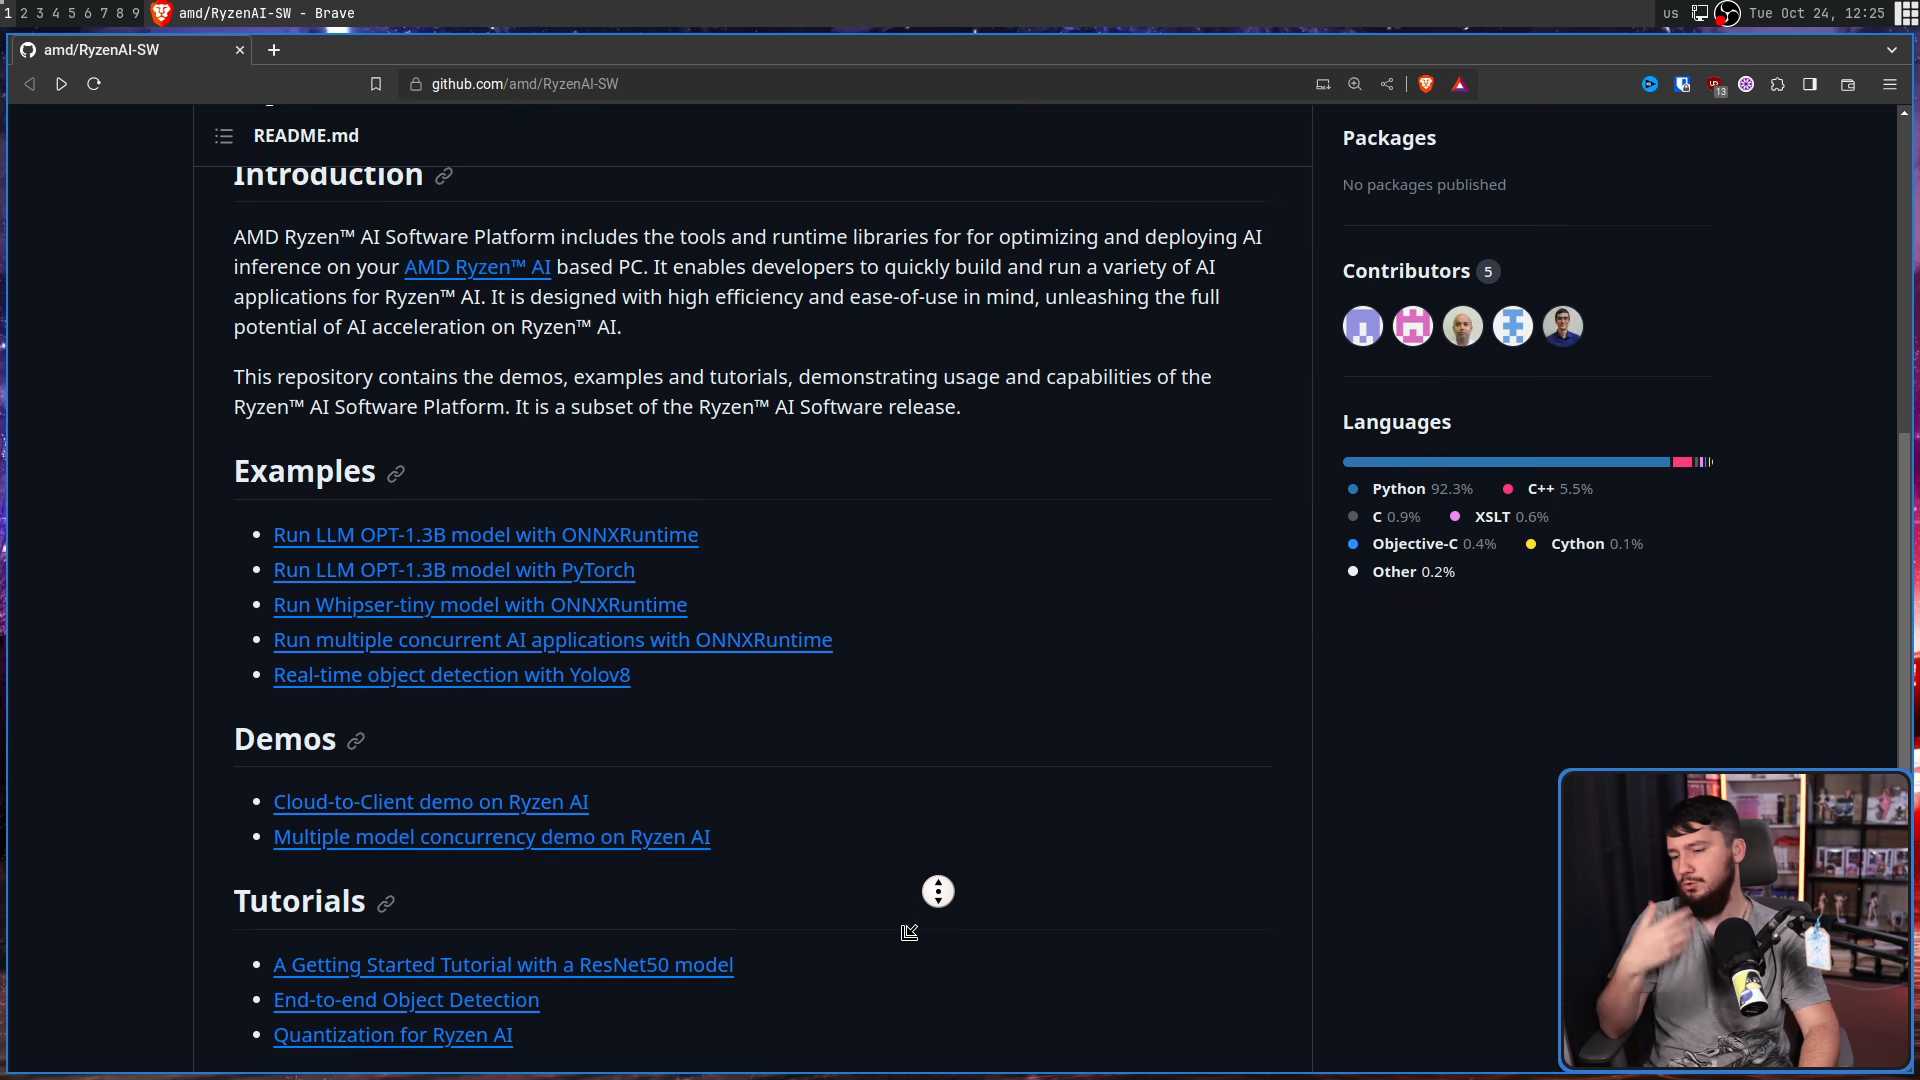 1 2 3 4 5 6 7 8 9 amd/RyzenAI-SW - Brave
us Tue Oct 24, 12:25
amd/RyzenAI-SW
github.com/amd/RyzenAI-SW
13
README.md
Introduction
AMD Ryzen™ AI Software Platform includes the tools and runtime libraries for for optimizing and deploying AI
inference on your AMD Ryzen™ AI based PC. It enables developers to quickly build and run a variety of AI
applications for Ryzen™ AI. It is designed with high efficiency and ease-of-use in mind, unleashing the full
potential of AI acceleration on Ryzen™ AI.
This repository contains the demos, examples and tutorials, demonstrating usage and capabilities of the
Ryzen™ AI Software Platform. It is a subset of the Ryzen™ AI Software release.
Examples
Run LLM OPT-1.3B model with ONNXRuntime
Run LLM OPT-1.3B model with PyTorch
Run Whipser-tiny model with ONNXRuntime
Run multiple concurrent AI applications with ONNXRuntime
Real-time object detection with Yolov8
Demos
Cloud-to-Client demo on Ryzen AI
Multiple model concurrency demo on Ryzen AI
Tutorials
A Getting Started Tutorial with a ResNet50 model
End-to-end Object Detection
Quantization for Ryzen AI
Packages
No packages published
Contributors 5
Languages
Python 92.3% C++ 5.5%
C 0.9% XSLT 0.6%
Objective-C 0.4% Cython 0.1%
Other 0.2%